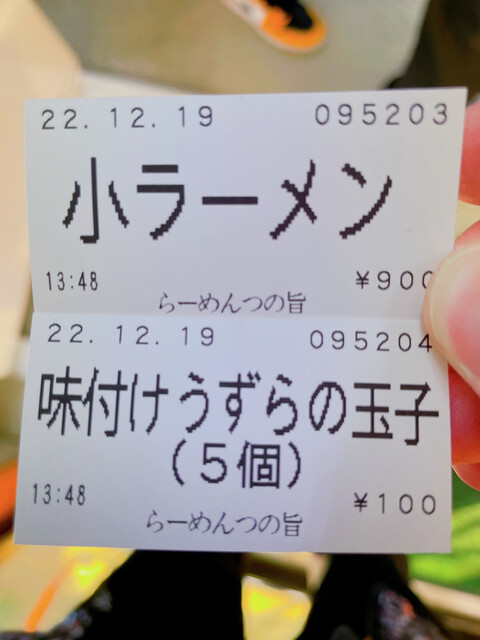 22.12.19 095203
小ラーメン
13:48 ¥900
らーめんつの旨
22.12.19 095204
味付けうずらの玉子
(5個)
13:48 ¥100
らーめんつの旨